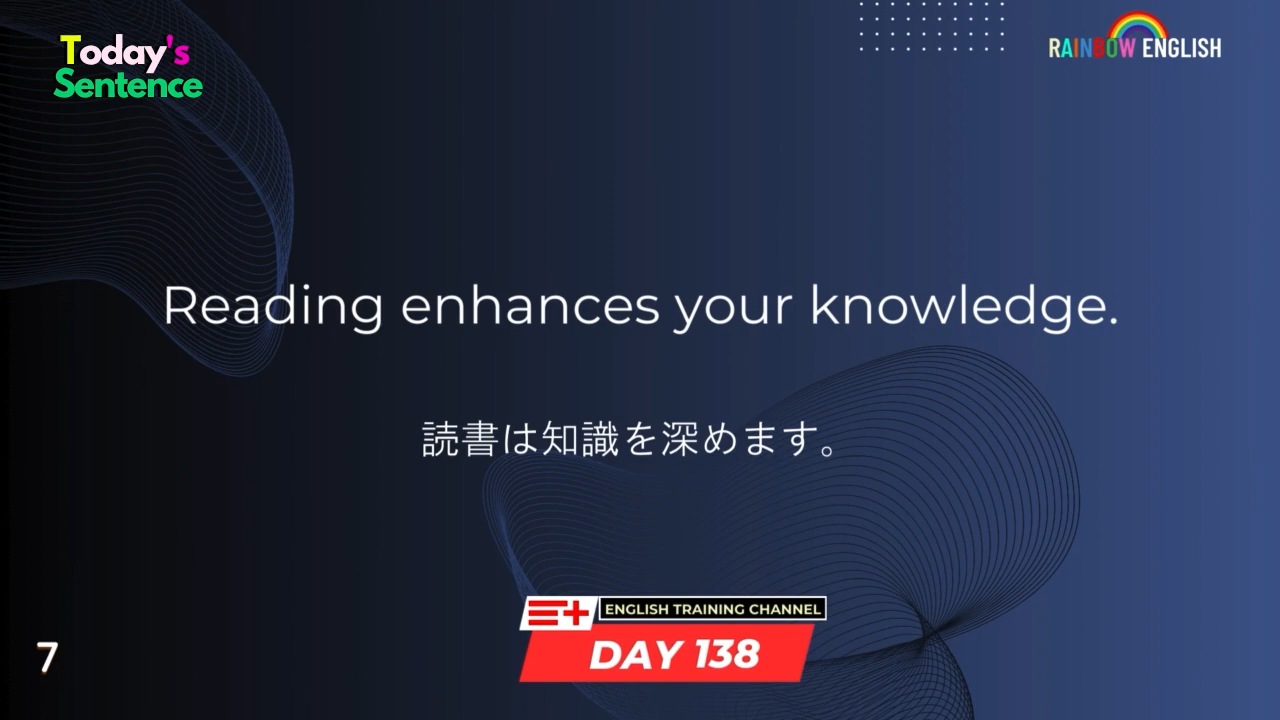 Today's
Sentence
RAINBOW ENGLISH
Reading enhances your knowledge.
読書は知識を深めます。
ENGLISH TRAINING CHANNEL
DAY 138
7